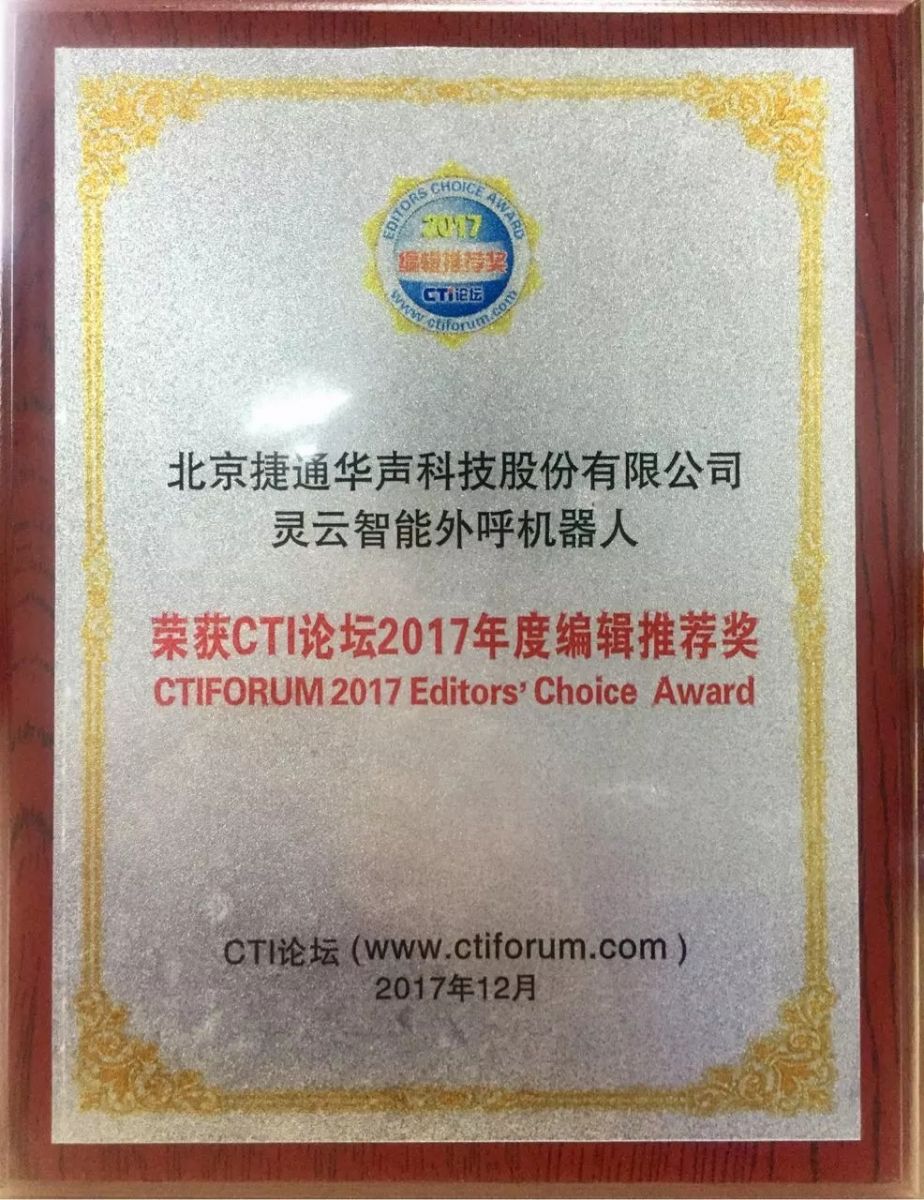 EDITORS CHOICE AWARD
2017
编辑推荐奖
CTI论坛
www.ctiforum.com
北京捷通华声科技股份有限公司
灵云智能外呼机器人
荣获CTI论坛2017年度编辑推荐奖
CTIFORUM 2017 Editors’ Choice Award
CTI论坛(www.ctiforum.com)
2017年12月